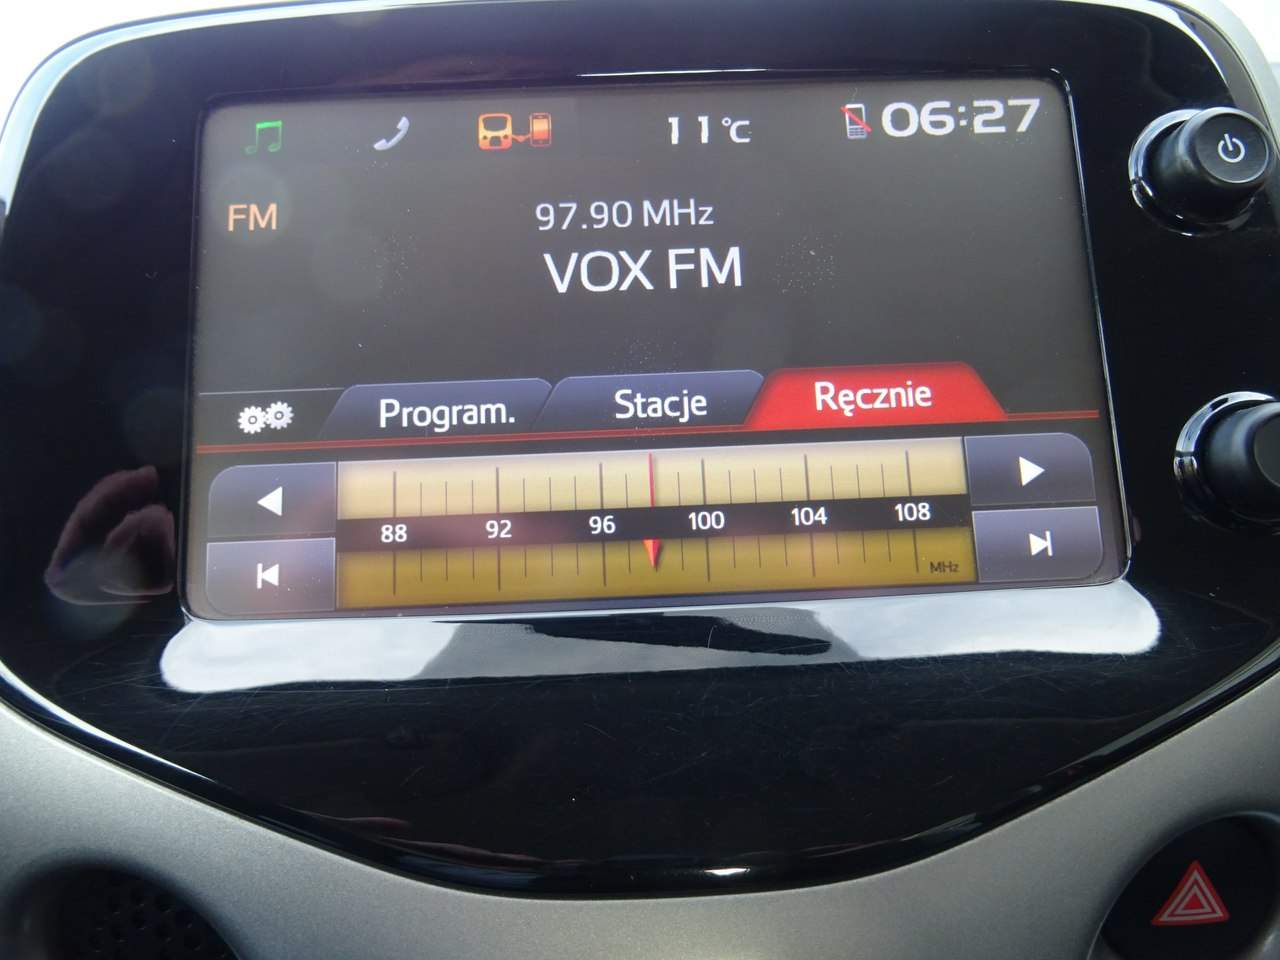 11°C 06:27
FM
97.90 MHz
VOX FM
Program. Stacje Ręcznie
88 92 96 100 104 108
MHz